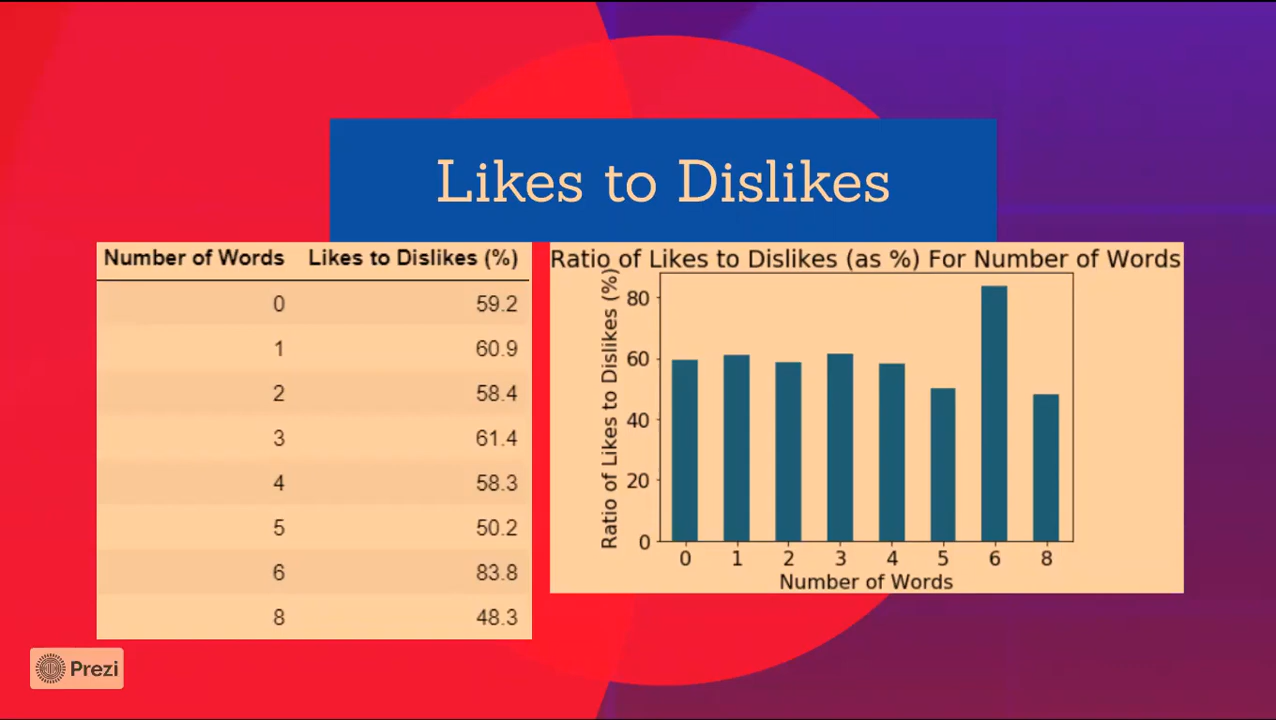 Likes to Dislikes
Number of Words Likes to Dislikes (%)
0 59.2
1 60.9
2 58.4
3 61.4
4 58.3
5 50.2
6 83.8
8 48.3
Ratio of Likes to Dislikes (as %) For Number of Words
Ratio of Likes to Dislikes (%)
80
60
40
20
0
0 1 2 3 4 5 6 8
Number of Words
Prezi